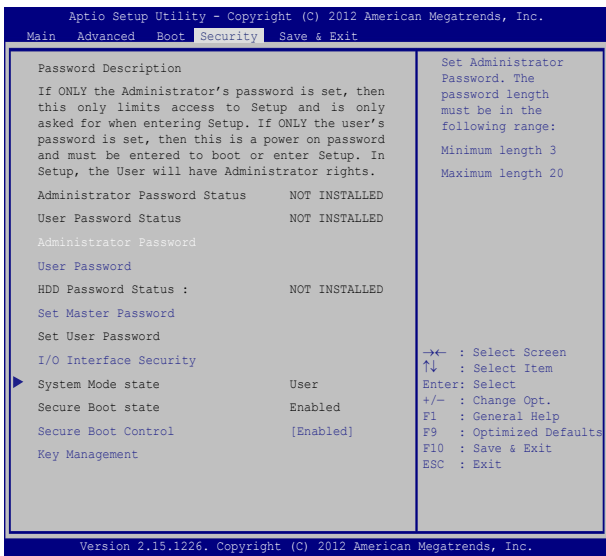 Aptio Setup Utility - Copyright (C) 2012 American Megatrends, Inc.
Main Advanced Boot Security Save & Exit
Password Description
If ONLY the Administrator's password is set, then
this only limits access to Setup and is only
asked for when entering Setup. If ONLY the user's
password is set, then this is a power on password
and must be entered to boot or enter Setup. In
Setup, the User will have Administrator rights.
Administrator Password Status NOT INSTALLED
User Password Status NOT INSTALLED
Administrator Password
User Password
HDD Password Status : NOT INSTALLED
Set Master Password
Set User Password
I/O Interface Security
System Mode state User
Secure Boot state Enabled
Secure Boot Control [Enabled]
Key Management
Set Administrator
Password. The
password length
must be in the
following range:
Minimum length 3
Maximum length 20
→← : Select Screen
↑↓ : Select Item
Enter: Select
+/— : Change Opt.
F1 : General Help
F9 : Optimized Defaults
F10 : Save & Exit
ESC : Exit
Version 2.15.1226. Copyright (C) 2012 American Megatrends, Inc.